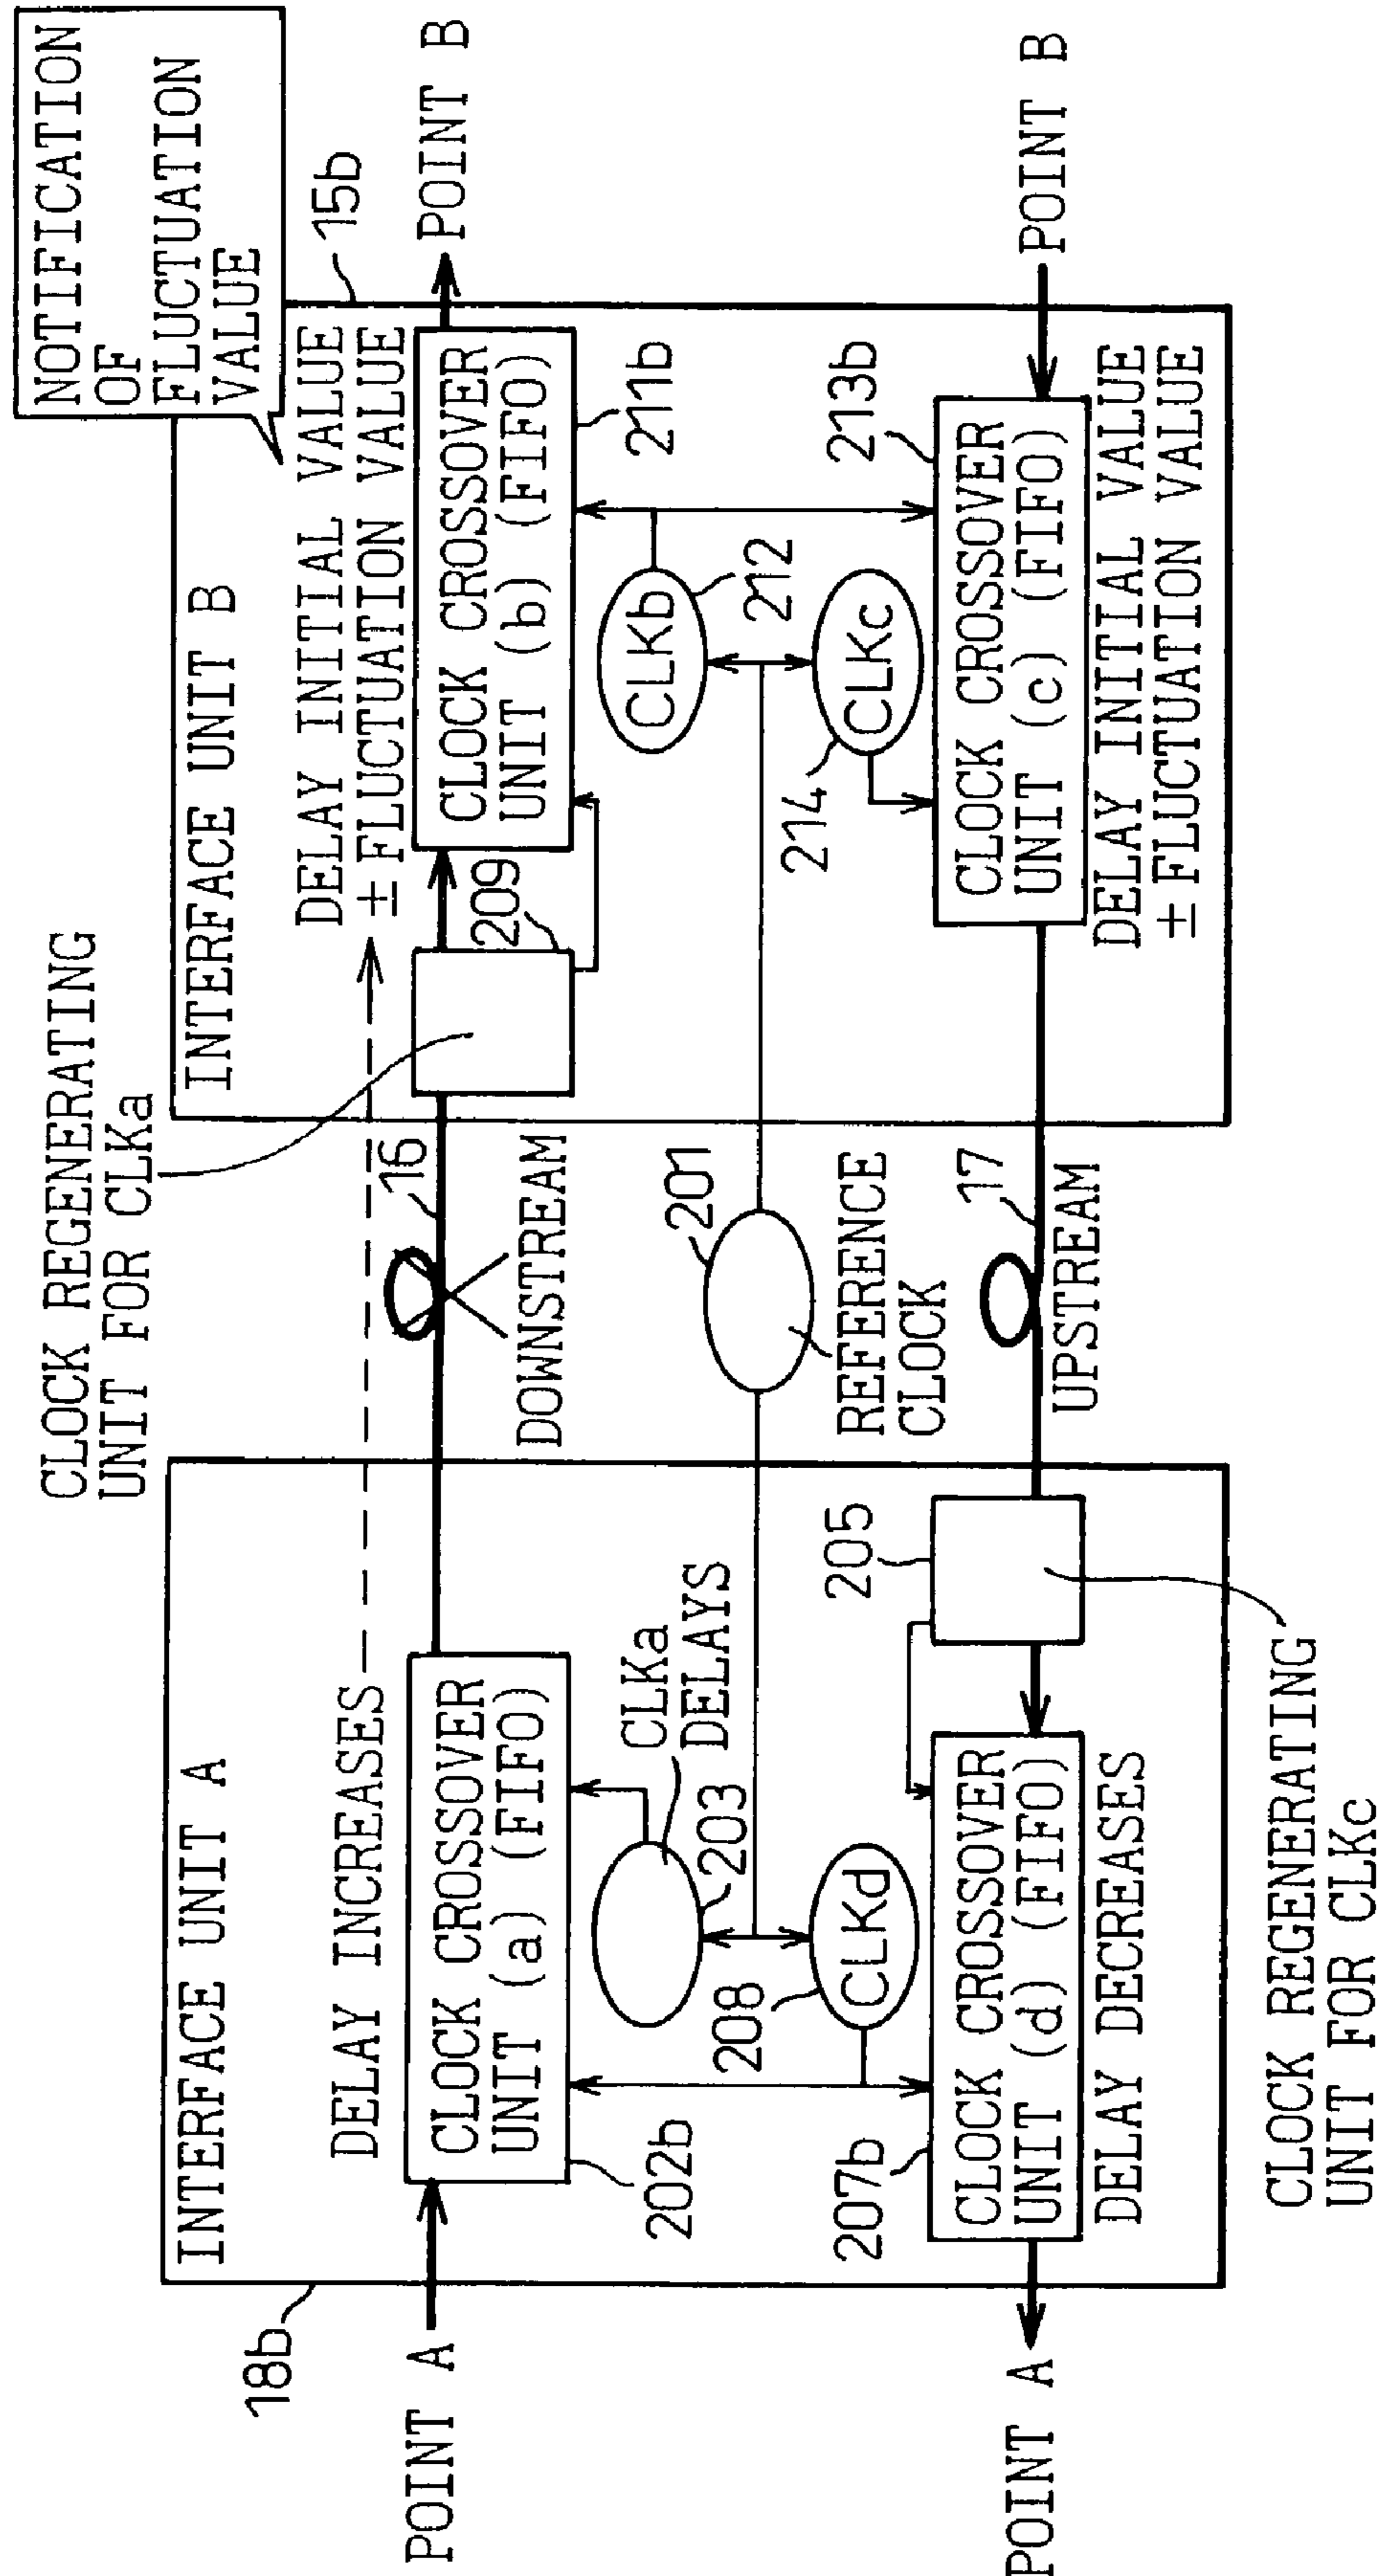 NOTIFICATION
OF
FLUCTUATION
VALUE
CLOCK REGENERATING
UNIT FOR CLKa
INTERFACE UNIT A
INTERFACE UNIT B
15b
18b
DELAY INCREASES
DELAY INITIAL VALUE
± FLUCTUATION VALUE
POINT A
CLOCK CROSSOVER
UNIT (a) (FIFO)
16
DOWNSTREAM
209
CLOCK CROSSOVER
UNIT (b) (FIFO)
POINT B
202b
CLKa
DELAYS
203
211b
CLKb
212
201
REFERENCE
CLOCK
208
CLKd
214
CLKc
213b
207b
205
POINT A
CLOCK CROSSOVER
UNIT (d) (FIFO)
DELAY DECREASES
17
UPSTREAM
CLOCK CROSSOVER
UNIT (c) (FIFO)
DELAY INITIAL VALUE
± FLUCTUATION VALUE
POINT B
CLOCK REGENERATING
UNIT FOR CLKc